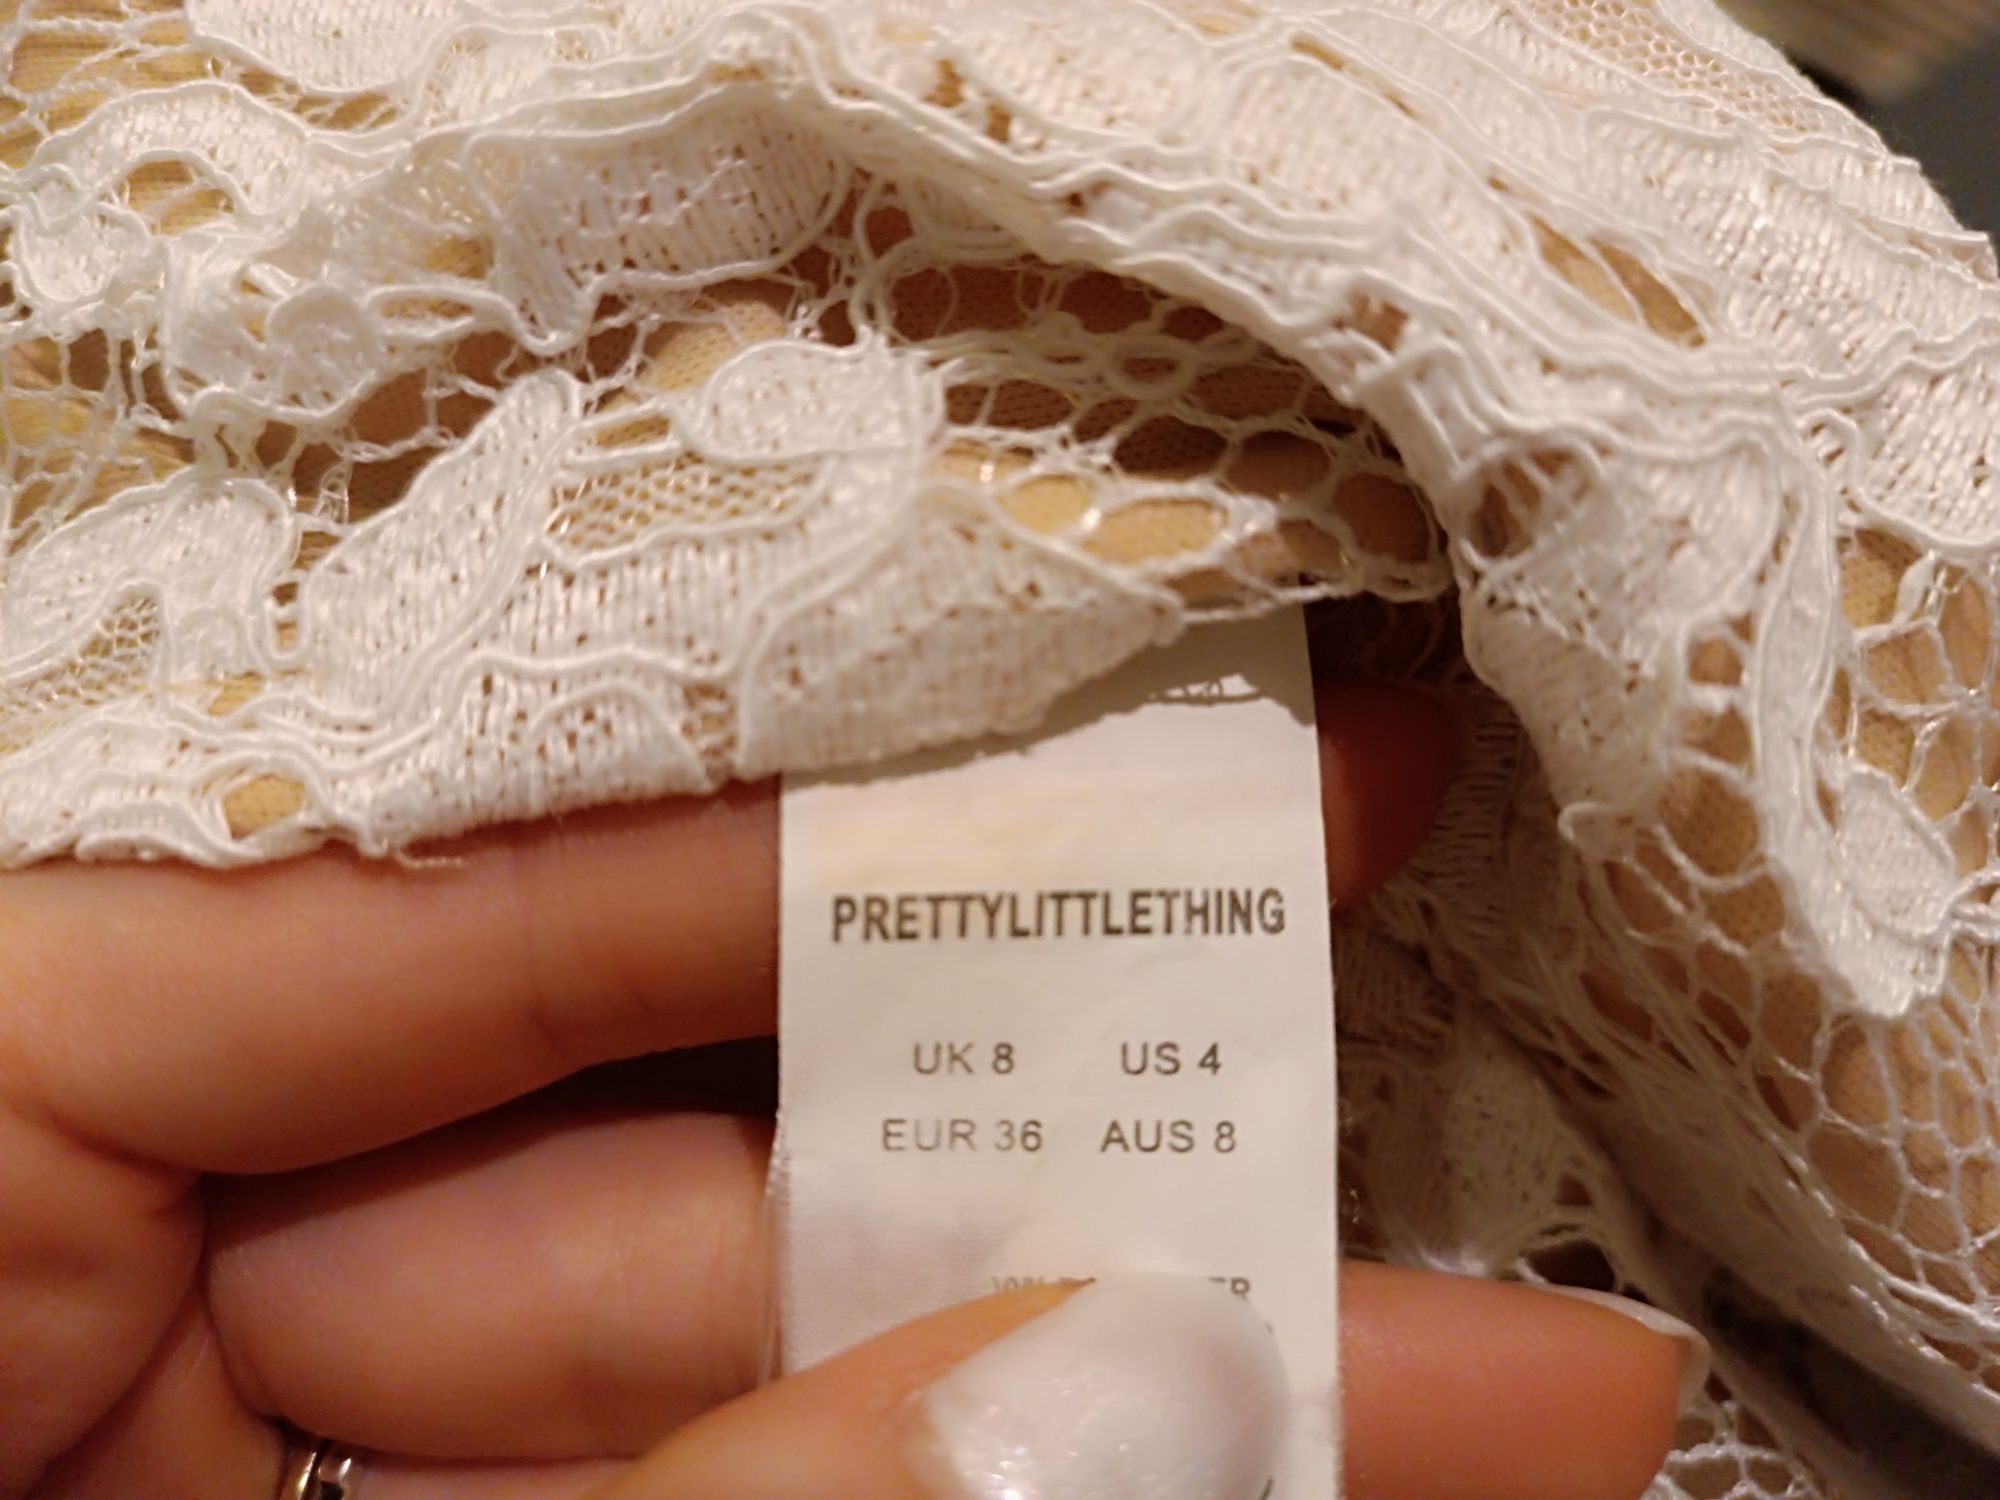 PRETTYLITTLETHING
UK 8 US 4
EUR 36 AUS 8